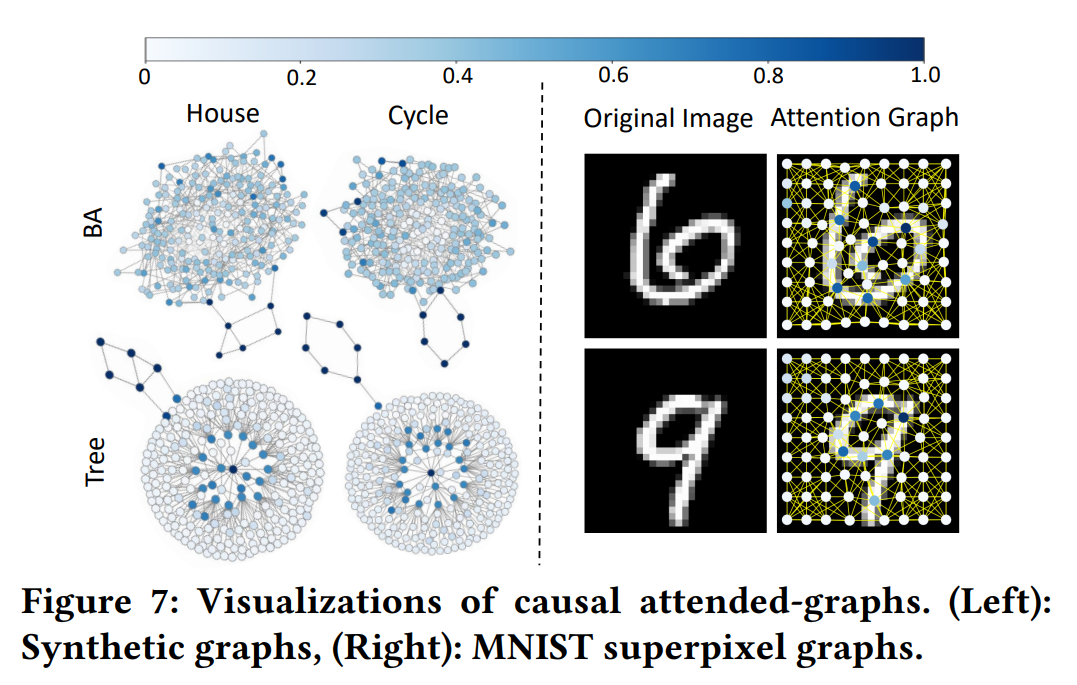 0 0.2 0.4 0.6 0.8 1.0
House Cycle Original Image Attention Graph
BA
Tree
Figure 7: Visualizations of causal attended-graphs. (Left):
Synthetic graphs, (Right): MNIST superpixel graphs.